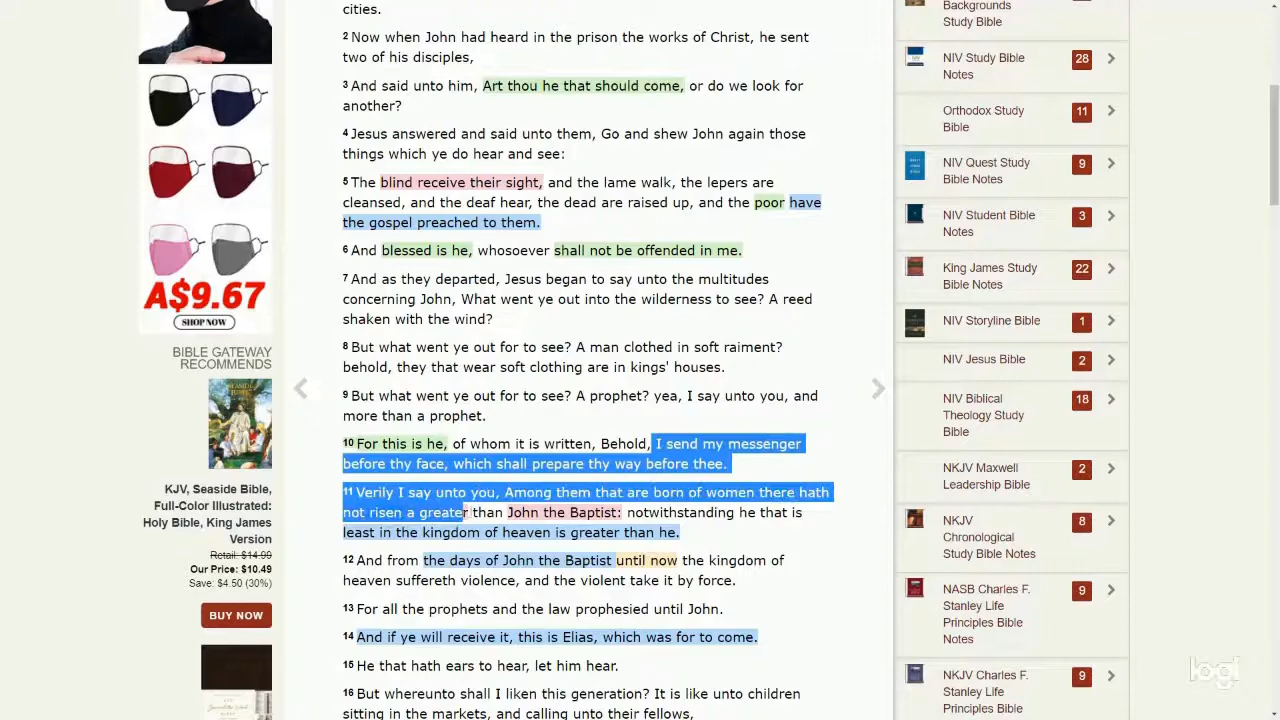 cities.
2 Now when John had heard in the prison the works of Christ, he sent
two of his disciples,
3 And said unto him, Art thou he that should come, or do we look for
another?
4 Jesus answered and said unto them, Go and shew John again those
things which ye do hear and see:
5 The blind receive their sight, and the lame walk, the lepers are
cleansed, and the deaf hear, the dead are raised up, and the poor have
the gospel preached to them.
6 And blessed is he, whosoever shall not be offended in me.
7 And as they departed, Jesus began to say unto the multitudes
concerning John, What went ye out into the wilderness to see? A reed
shaken with the wind?
8 But what went ye out for to see? A man clothed in soft raiment?
behold, they that wear soft clothing are in kings' houses.
9 But what went ye out for to see? A prophet? yea, I say unto you, and
more than a prophet.
10 For this is he, of whom it is written, Behold, I send my messenger
before thy face, which shall prepare thy way before thee.
11 Verily I say unto you, Among them that are born of women there hath
not risen a greater than John the Baptist: notwithstanding he that is
least in the kingdom of heaven is greater than he.
12 And from the days of John the Baptist until now the kingdom of
heaven suffereth violence, and the violent take it by force.
13 For all the prophets and the law prophesied until John.
14 And if ye will receive it, this is Elias, which was for to come.
15 He that hath ears to hear, let him hear.
16 But whereunto shall I liken this generation? It is like unto children
sitting in the markets, and calling unto their fellows,
A$9.67
SHOP NOW
BIBLE GATEWAY
RECOMMENDS
SEASIDE
BIBLE
KJV, Seaside Bible,
Full-Color Illustrated:
Holy Bible, King James
Version
Retail: $14.99
Our Price: $10.49
Save: $4.50 (30%)
BUY NOW
Backgrounds
Study Bible
NIV Study Bible
Notes
28
Orthodox Study
Bible
11
NIV Quest Study
Bible Notes
9
NIV Student Bible
Notes
3
King James Study
Bible Notes
22
NIV Storyline Bible
1
NIV Jesus Bible
2
NIV Biblical
Theology Study
Bible
18
NKJV Maxwell
Leadership Bible
2
KJV
Chronological
Study Bible Notes
8
NASB Charles F.
Stanley Life
Principles Bible
Notes
9
NKJV Charles F.
9
Principles Bible
logi